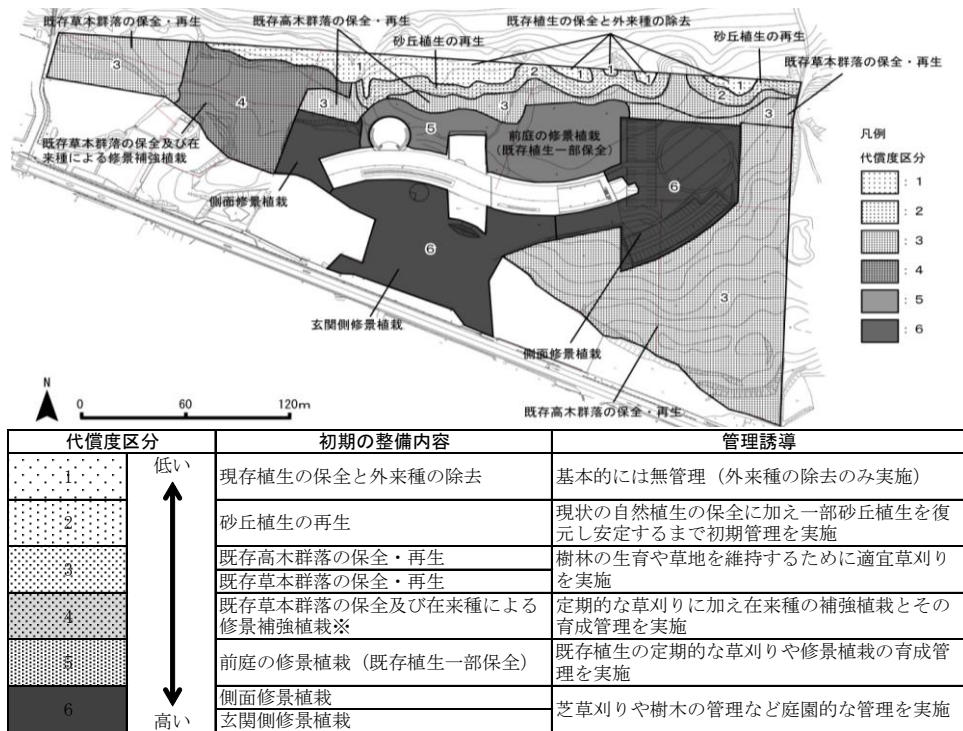 既存草本群落の保全・再生
既存高木群落の保全・再生
既存植生の保全と外来種の除去
砂丘植生の再生
砂丘植生の再生
既存草本群落の保全・再生
1
1
1
1
1
2
2
3
3
3
3
4
5
前庭の修景植栽
(既存植生一部保全)
既存草本群落の保全及び在
来種による修景補強植栽
側面修景植栽
6
6
3
玄関側修景植栽
側面修景植栽
既存高木群落の保全・再生
凡例
代償度区分
: 1
: 2
: 3
: 4
: 5
: 6
N
0 60 120m
代償度区分 初期の整備内容 管理誘導
1 低い 現存植生の保全と外来種の除去 基本的には無管理（外来種の除去のみ実施）
2 砂丘植生の再生 現状の自然植生の保全に加え一部砂丘植生を復
元し安定するまで初期管理を実施
3 既存高木群落の保全・再生 樹林の生育や草地を維持するために適宜草刈り
既存草本群落の保全・再生 を実施
4 既存草本群落の保全及び在来種による 定期的な草刈りに加え在来種の補強植栽とその
修景補強植栽※ 育成管理を実施
5 前庭の修景植栽（既存植生一部保全） 既存植生の定期的な草刈りや修景植栽の育成管
理を実施
6 高い 側面修景植栽 芝草刈りや樹木の管理など庭園的な管理を実施
玄関側修景植栽